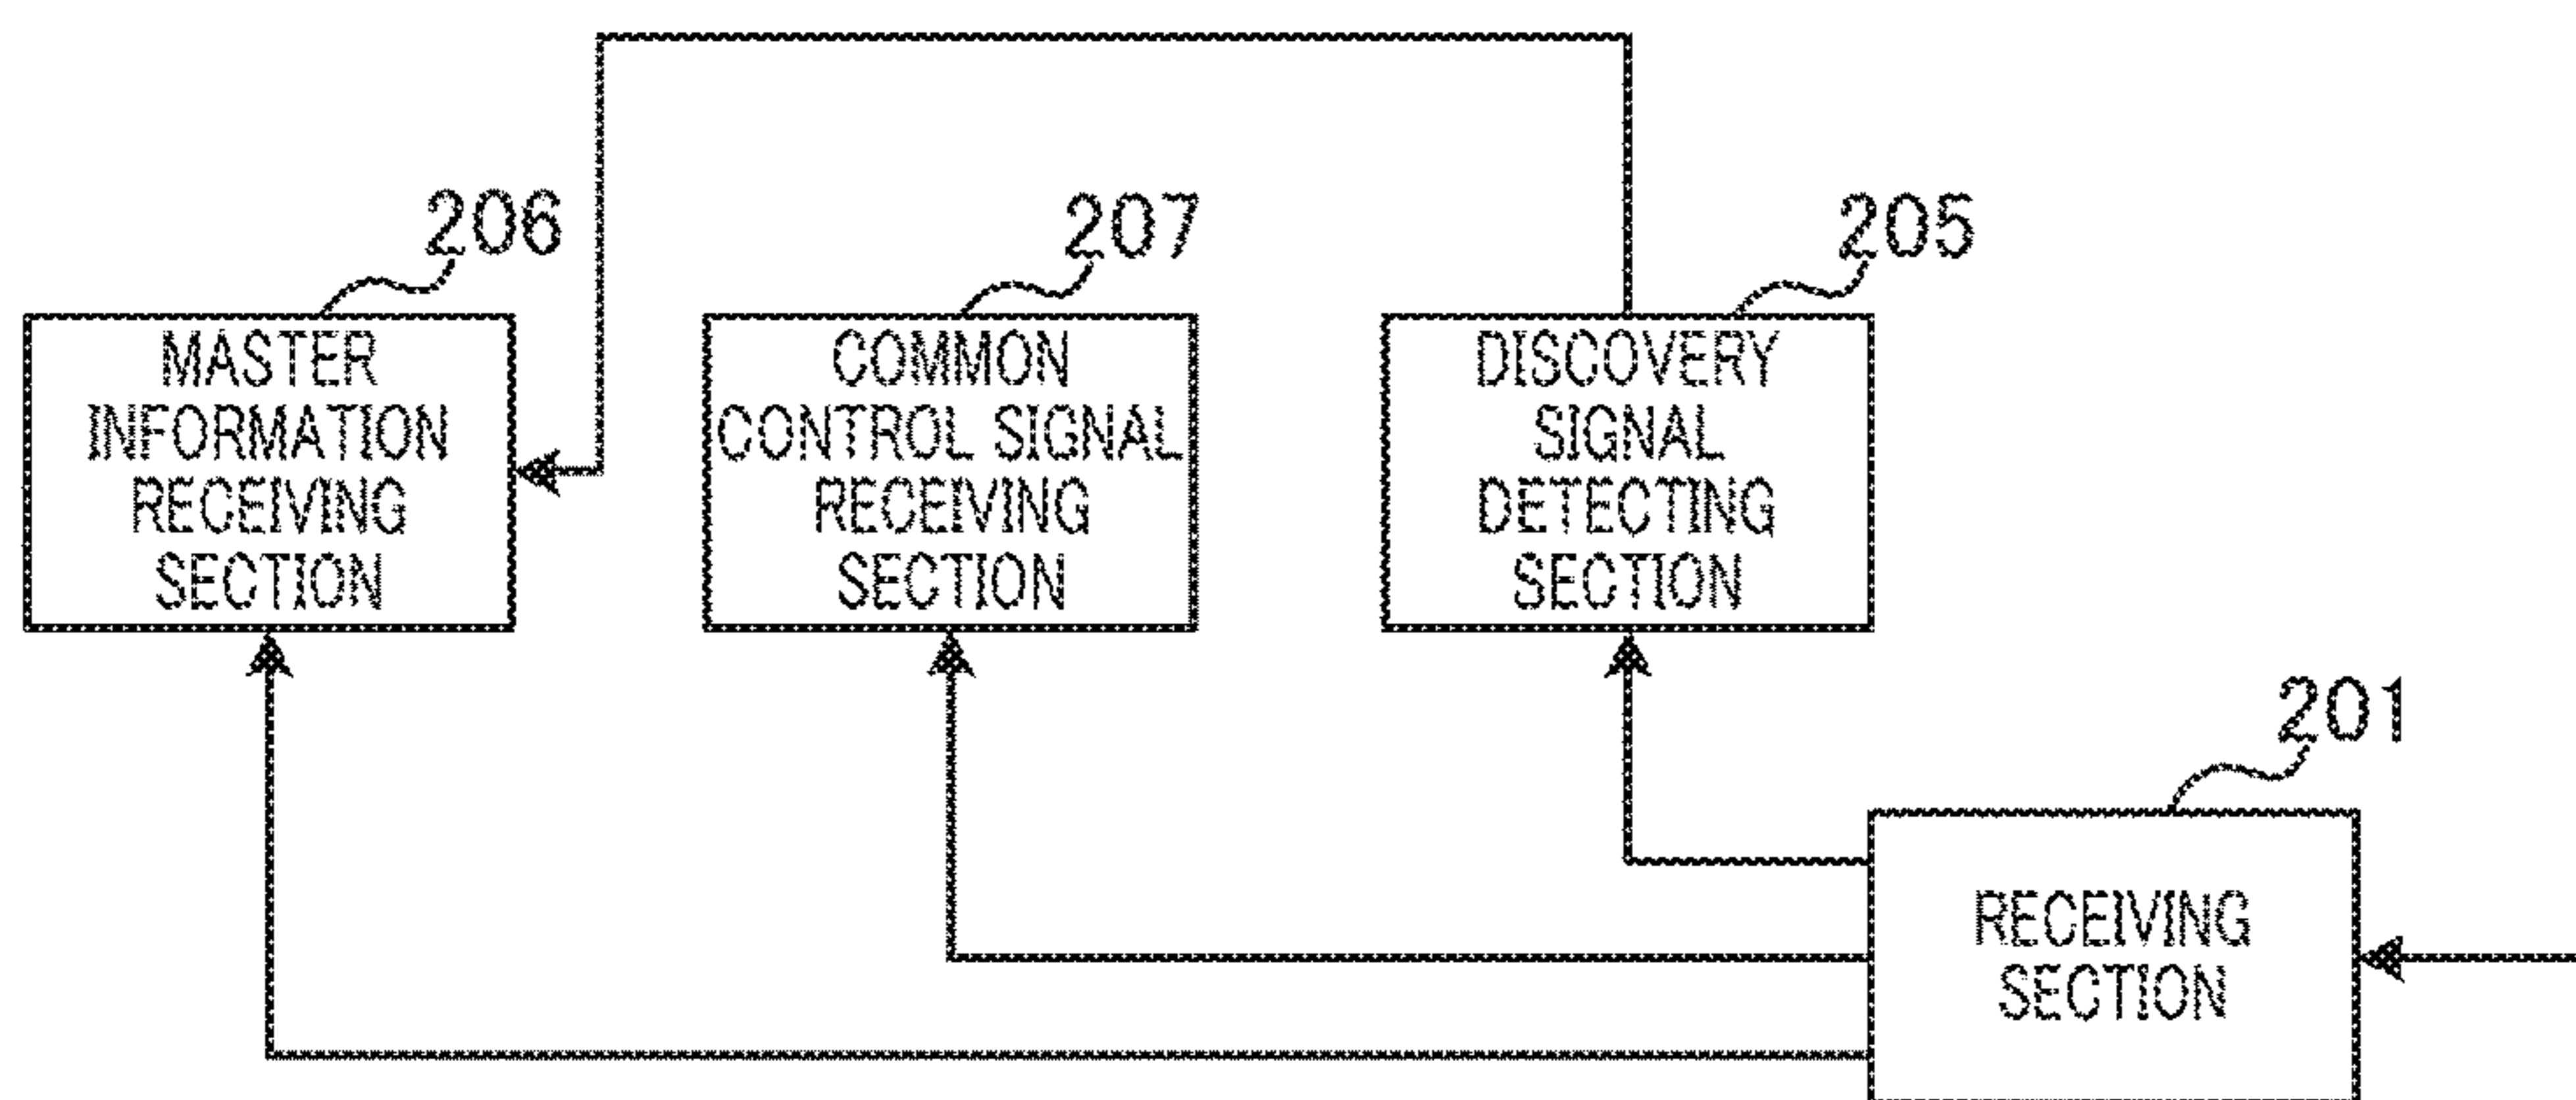 206
MASTER
INFORMATION
RECEIVING
SECTION
207
COMMON
CONTROL SIGNAL
RECEIVING
SECTION
205
DISCOVERY
SIGNAL
DETECTING
SECTION
201
RECEIVING
SECTION